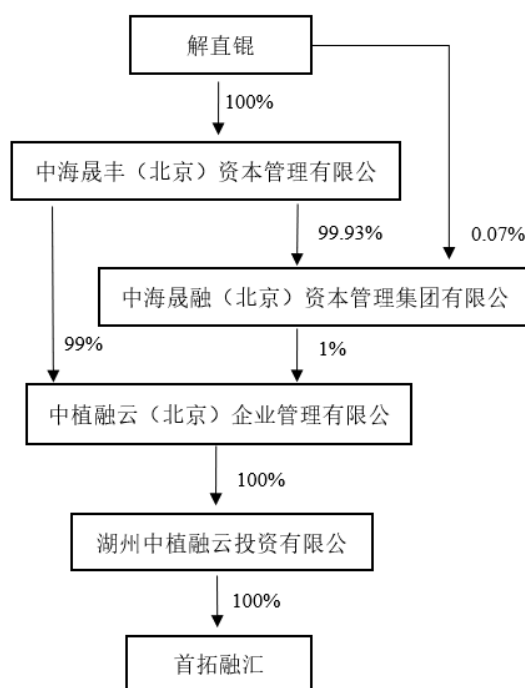 解直锟
100%
中海晟丰（北京）资本管理有限公
99.93%
0.07%
中海晟融（北京）资本管理集团有限公
99%
1%
中植融云（北京）企业管理有限公
100%
湖州中植融云投资有限公
100%
首拓融汇